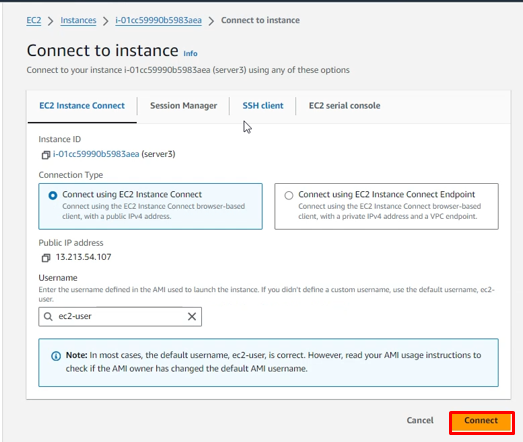 EC2 > Instances > i-01cc59990b5983aea > Connect to instance
Connect to instance Info
Connect to your instance i-01cc59990b5983aea (server3) using any of these options
EC2 Instance Connect Session Manager SSH client EC2 serial console
Instance ID
i-01cc59990b5983aea (server3)
Connection Type
Connect using EC2 Instance Connect
Connect using the EC2 Instance Connect browser-based
client, with a public IPv4 address.
Connect using EC2 Instance Connect Endpoint
Connect using the EC2 Instance Connect browser-based
client, with a private IPv4 address and a VPC endpoint.
Public IP address
13.213.54.107
Username
Enter the username defined in the AMI used to launch the instance. If you didn't define a custom username, use the default username, ec2-
user.
ec2-user
Note: In most cases, the default username, ec2-user, is correct. However, read your AMI usage instructions to
check if the AMI owner has changed the default AMI username.
Cancel Connect